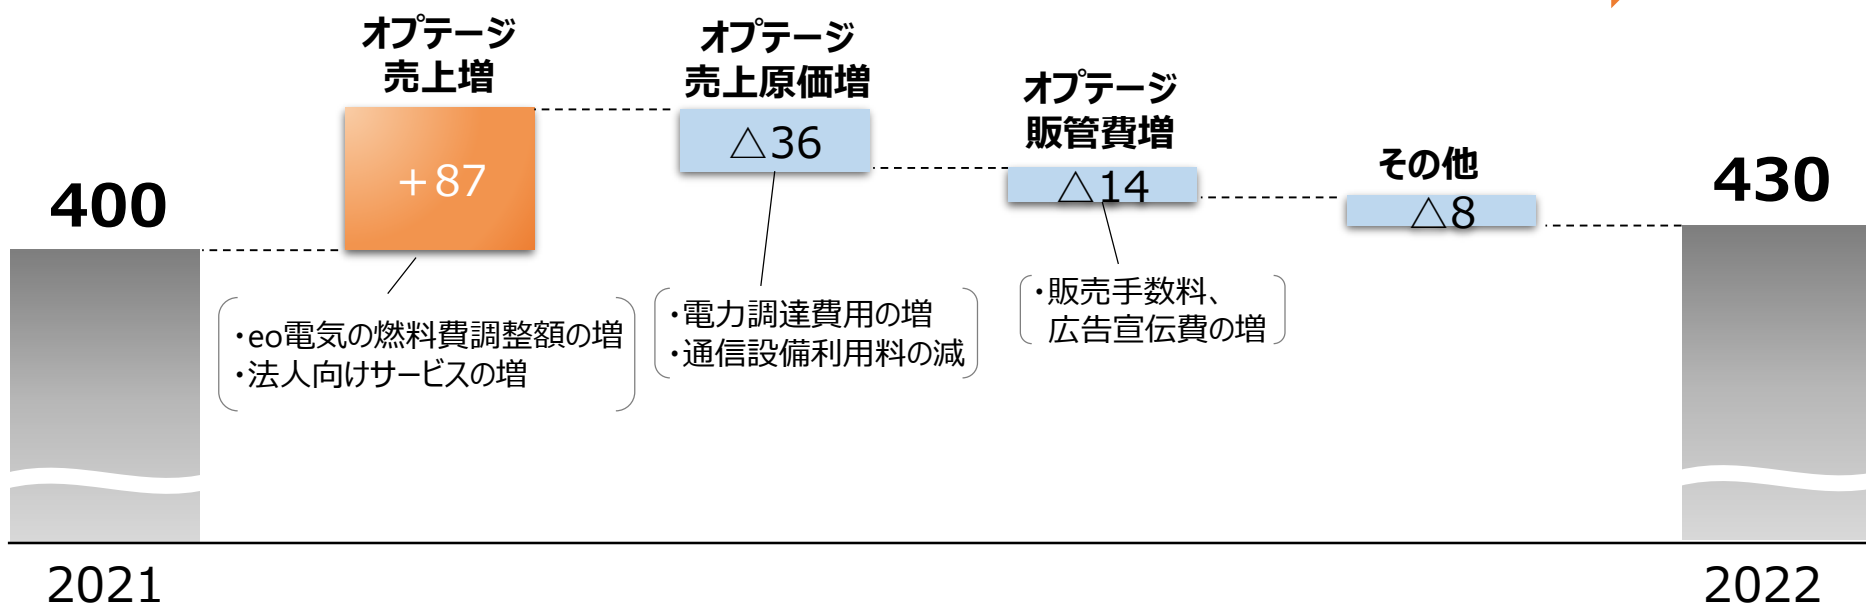 オプテージ
売上増
オプテージ
売上原価増
オプテージ
販管費増
その他
400
+87
△36
△14
△8
430
・eo電気の燃料費調整額の増
・法人向けサービスの増
・電力調達費用の増
・通信設備利用料の減
・販売手数料、
広告宣伝費の増
2021
2022